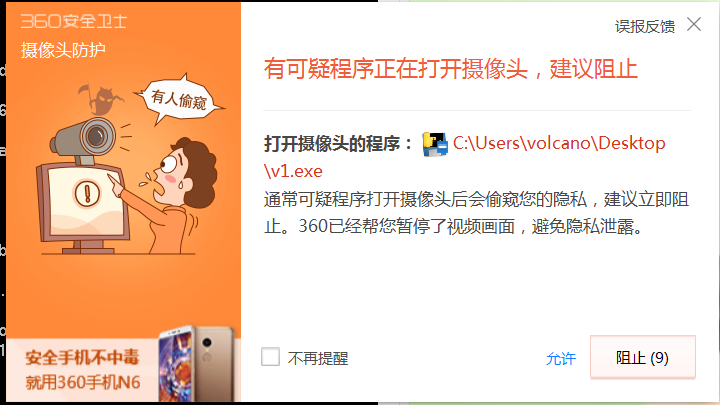 360安全卫士
摄像头防护
有人偷窥
安全手机不中毒
就用360手机N6
误报反馈
有可疑程序正在打开摄像头，建议阻止
打开摄像头的程序： C:\Users\volcano\Desktop
\v1.exe
通常可疑程序打开摄像头后会偷窥您的隐私，建议立即阻
止。360已经帮您暂停了视频画面，避免隐私泄露。
不再提醒
允许
阻止 (9)